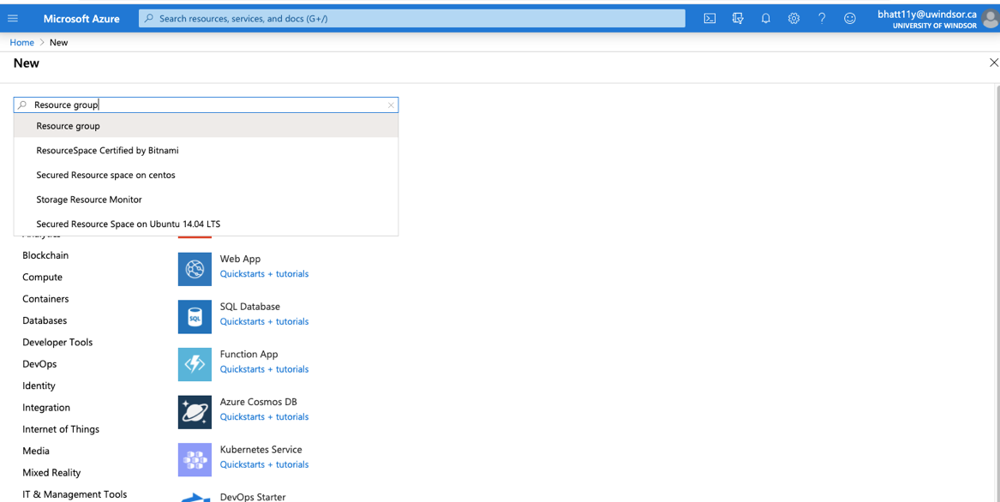 Microsoft Azure
Search resources, services, and docs (G+/)
bhatt11y@uwindsor.ca
UNIVERSITY OF WINDSOR
Home > New
New
Resource group
Resource group
ResourceSpace Certified by Bitnami
Secured Resource space on centos
Storage Resource Monitor
Secured Resource Space on Ubuntu 14.04 LTS
Analytics
Blockchain
Compute
Containers
Databases
Developer Tools
DevOps
Identity
Integration
Internet of Things
Media
Mixed Reality
IT & Management Tools
Web App
Quickstarts + tutorials
SQL
SQL Database
Quickstarts + tutorials
Function App
Quickstarts + tutorials
Azure Cosmos DB
Quickstarts + tutorials
Kubernetes Service
Quickstarts + tutorials
DevOps Starter